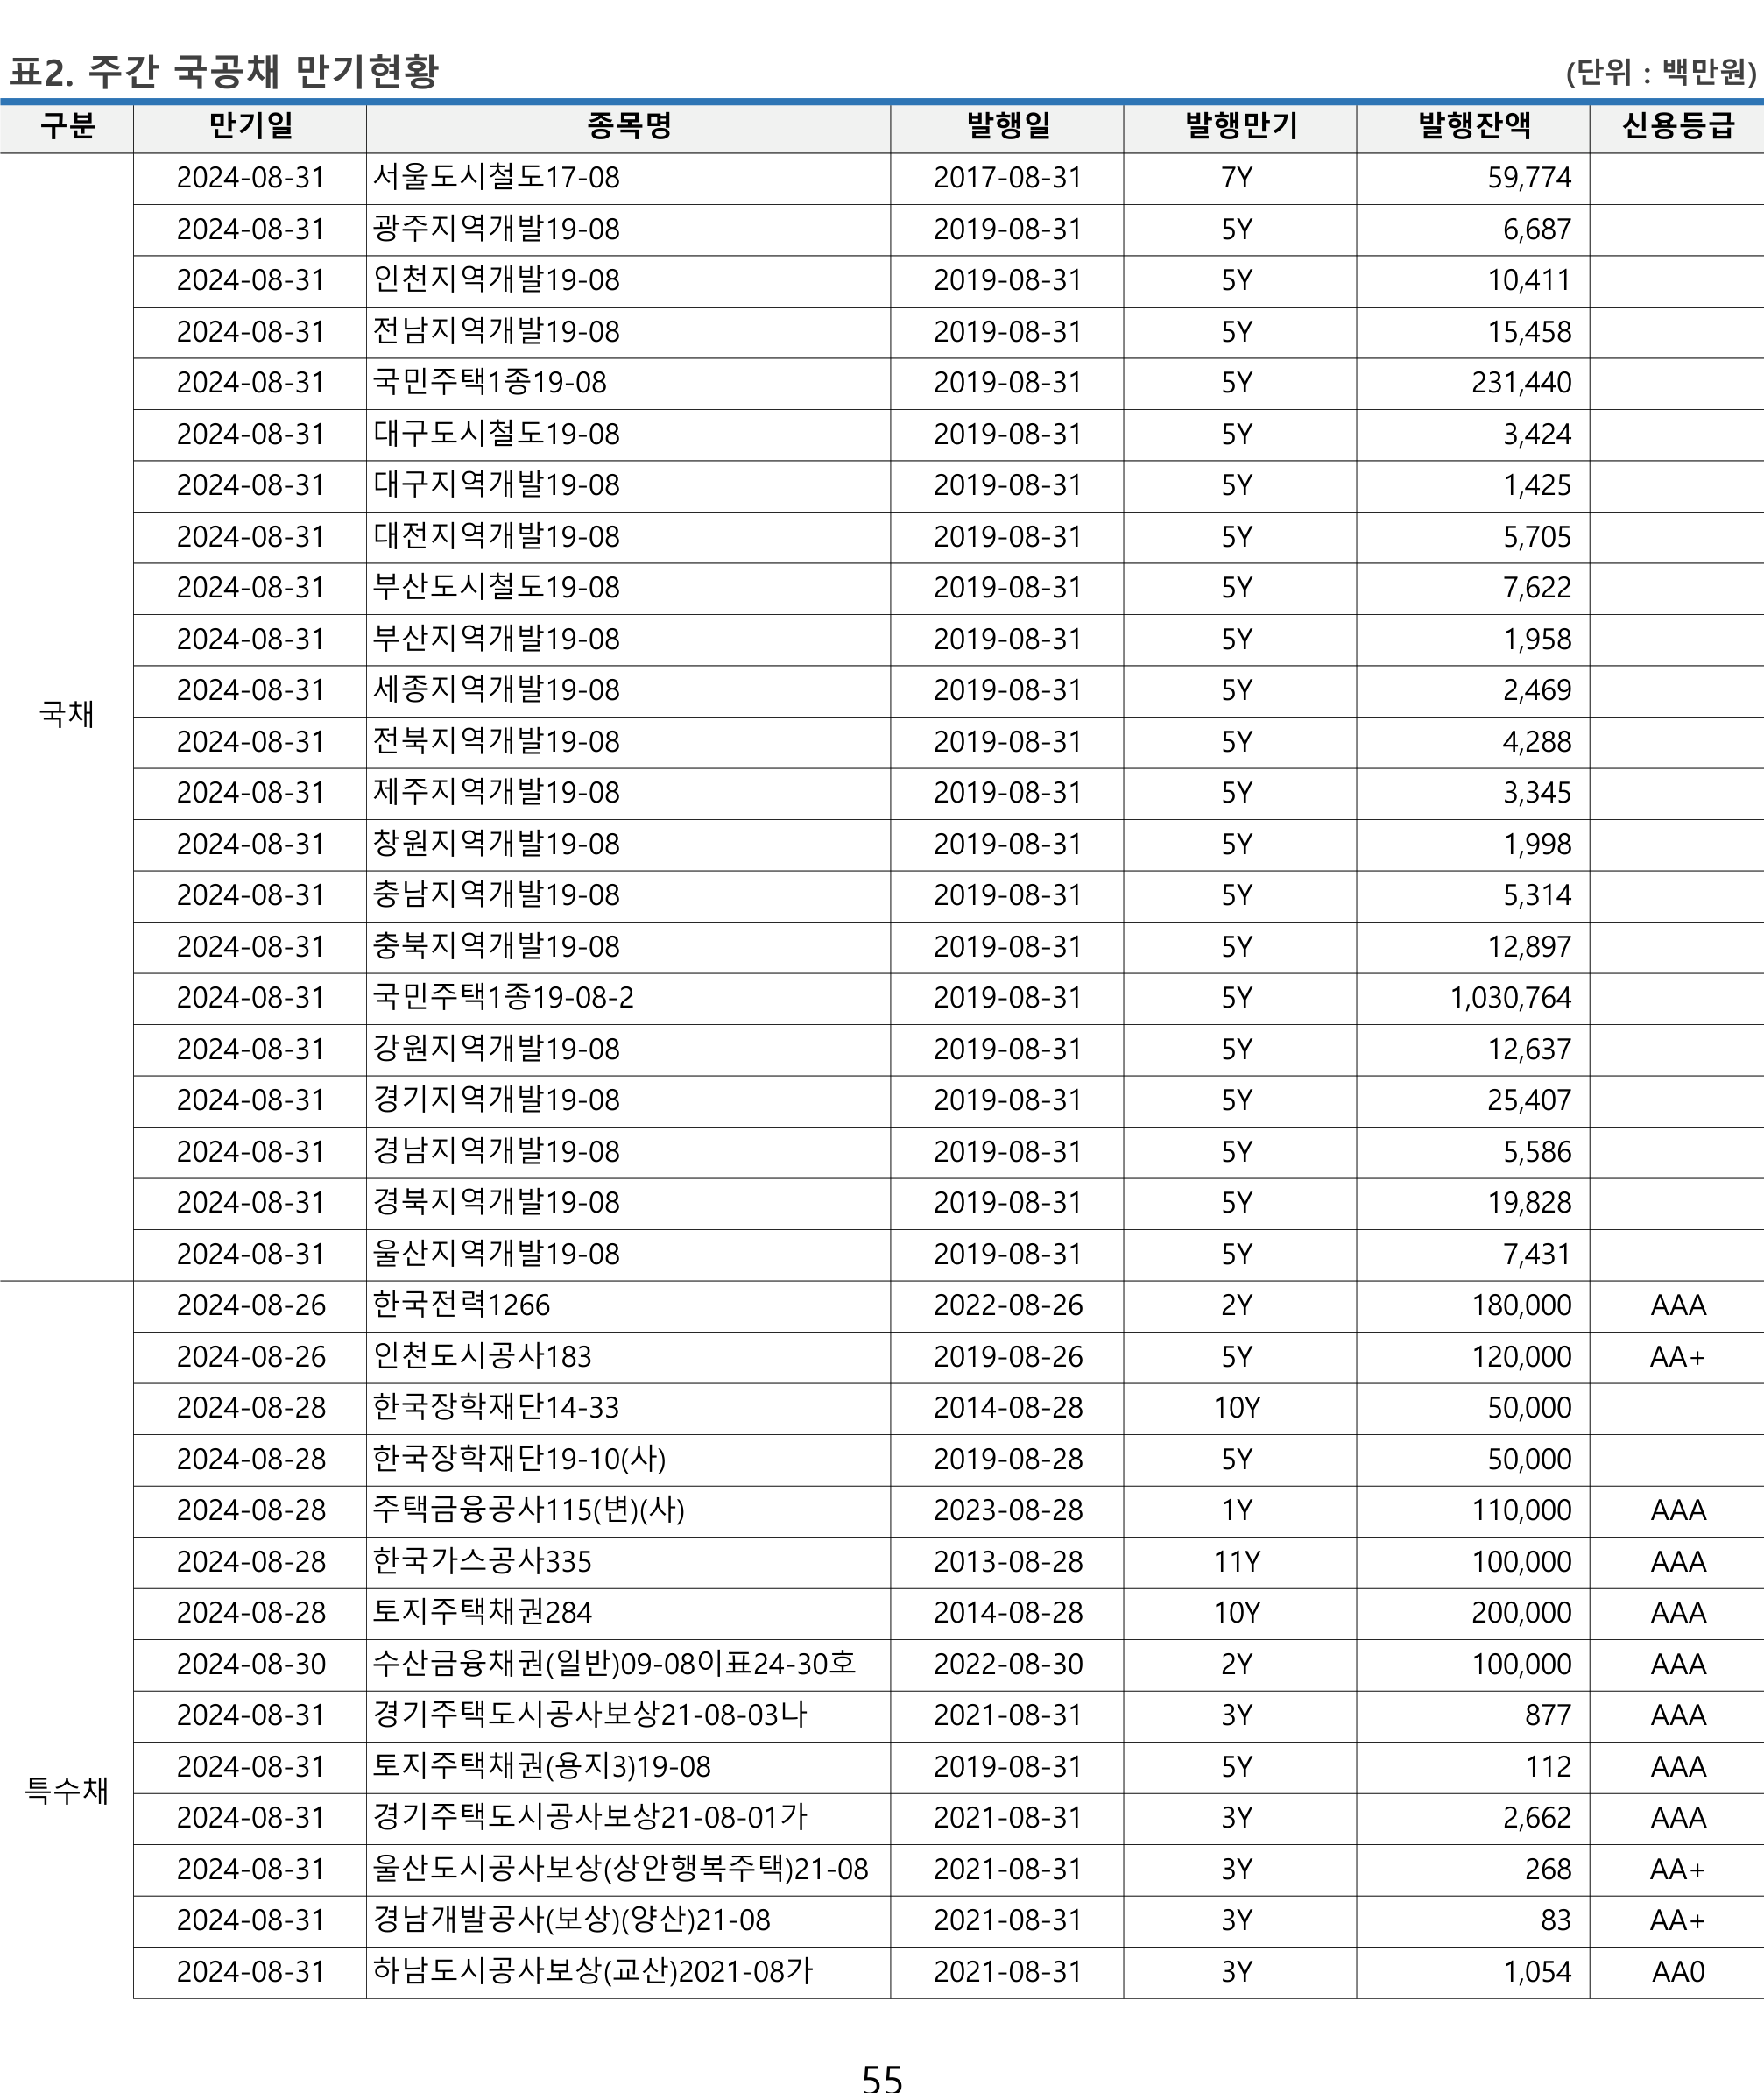 표2. 주간 국공채 만기현황 (단위 : 백만원)
구분 만기일 종목명 발행일 발행만기 발행잔액 신용등급
국채
2024-08-31 서울도시철도17-08 2017-08-31 7Y 59,774
2024-08-31 광주지역개발19-08 2019-08-31 5Y 6,687
2024-08-31 인천지역개발19-08 2019-08-31 5Y 10,411
2024-08-31 전남지역개발19-08 2019-08-31 5Y 15,458
2024-08-31 국민주택1종19-08 2019-08-31 5Y 231,440
2024-08-31 대구도시철도19-08 2019-08-31 5Y 3,424
2024-08-31 대구지역개발19-08 2019-08-31 5Y 1,425
2024-08-31 대전지역개발19-08 2019-08-31 5Y 5,705
2024-08-31 부산도시철도19-08 2019-08-31 5Y 7,622
2024-08-31 부산지역개발19-08 2019-08-31 5Y 1,958
2024-08-31 세종지역개발19-08 2019-08-31 5Y 2,469
2024-08-31 전북지역개발19-08 2019-08-31 5Y 4,288
2024-08-31 제주지역개발19-08 2019-08-31 5Y 3,345
2024-08-31 창원지역개발19-08 2019-08-31 5Y 1,998
2024-08-31 충남지역개발19-08 2019-08-31 5Y 5,314
2024-08-31 충북지역개발19-08 2019-08-31 5Y 12,897
2024-08-31 국민주택1종19-08-2 2019-08-31 5Y 1,030,764
2024-08-31 강원지역개발19-08 2019-08-31 5Y 12,637
2024-08-31 경기지역개발19-08 2019-08-31 5Y 25,407
2024-08-31 경남지역개발19-08 2019-08-31 5Y 5,586
2024-08-31 경북지역개발19-08 2019-08-31 5Y 19,828
2024-08-31 울산지역개발19-08 2019-08-31 5Y 7,431
특수채
2024-08-26 한국전력1266 2022-08-26 2Y 180,000 AAA
2024-08-26 인천도시공사183 2019-08-26 5Y 120,000 AA+
2024-08-28 한국장학재단14-33 2014-08-28 10Y 50,000
2024-08-28 한국장학재단19-10(사) 2019-08-28 5Y 50,000
2024-08-28 주택금융공사115(변)(사) 2023-08-28 1Y 110,000 AAA
2024-08-28 한국가스공사335 2013-08-28 11Y 100,000 AAA
2024-08-28 토지주택채권284 2014-08-28 10Y 200,000 AAA
2024-08-30 수산금융채권(일반)09-08이표24-30호 2022-08-30 2Y 100,000 AAA
2024-08-31 경기주택도시공사보상21-08-03나 2021-08-31 3Y 877 AAA
2024-08-31 토지주택채권(용지3)19-08 2019-08-31 5Y 112 AAA
2024-08-31 경기주택도시공사보상21-08-01가 2021-08-31 3Y 2,662 AAA
2024-08-31 울산도시공사보상(상안행복주택)21-08 2021-08-31 3Y 268 AA+
2024-08-31 경남개발공사(보상)(양산)21-08 2021-08-31 3Y 83 AA+
2024-08-31 하남도시공사보상(교산)2021-08가 2021-08-31 3Y 1,054 AA0
55